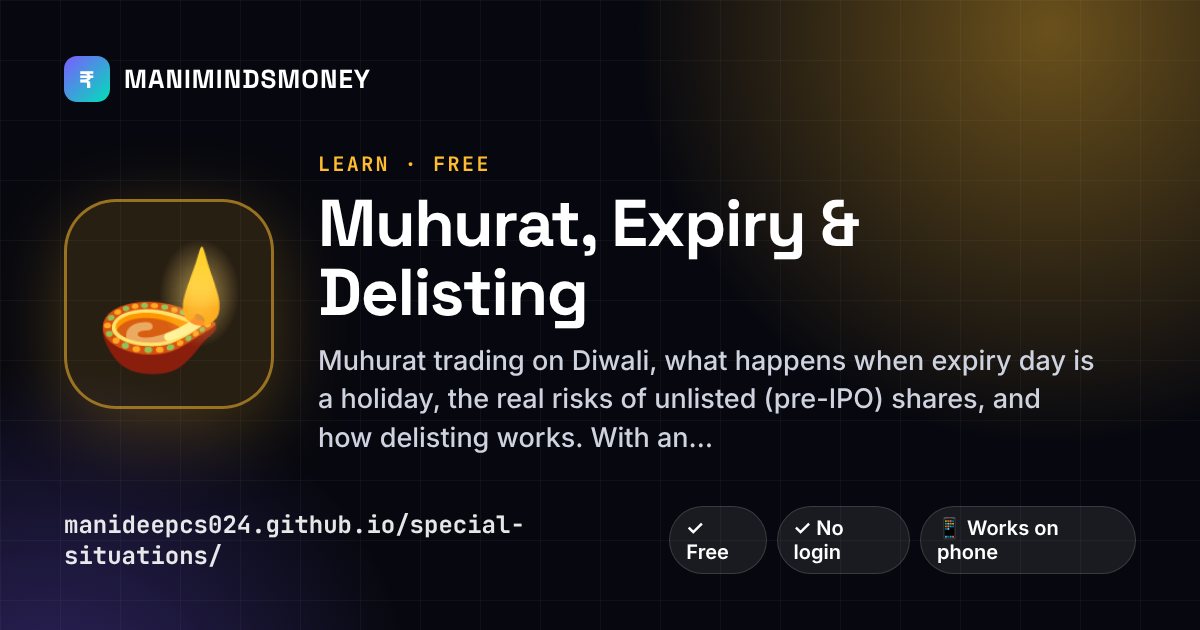 ₹ MANIMINDSMONEY
LEARN · FREE
Muhurat, Expiry &
Delisting
Muhurat trading on Diwali, what happens when expiry day is
a holiday, the real risks of unlisted (pre-IPO) shares, and
how delisting works. With an...
manideepcs024.github.io/special-
situations/
✓
Free
✓ No
login
📱 Works on
phone